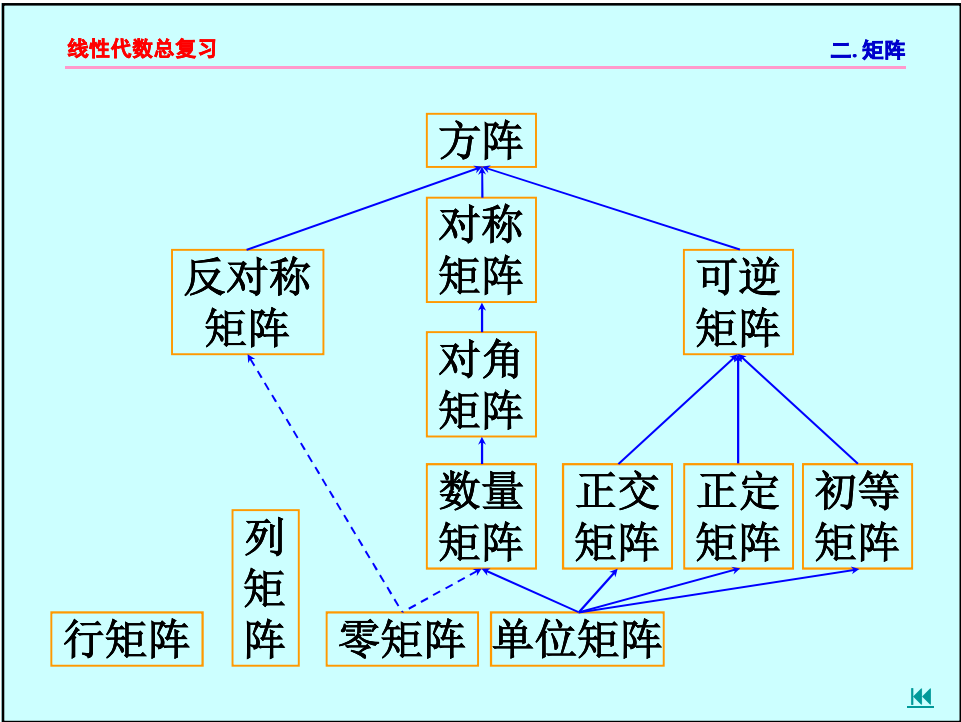 线性代数总复习
二. 矩阵
方阵
对称
矩阵
反对称
矩阵
可逆
矩阵
对角
矩阵
数量
矩阵
正交
矩阵
正定
矩阵
初等
矩阵
列
矩
阵
行矩阵
零矩阵
单位矩阵